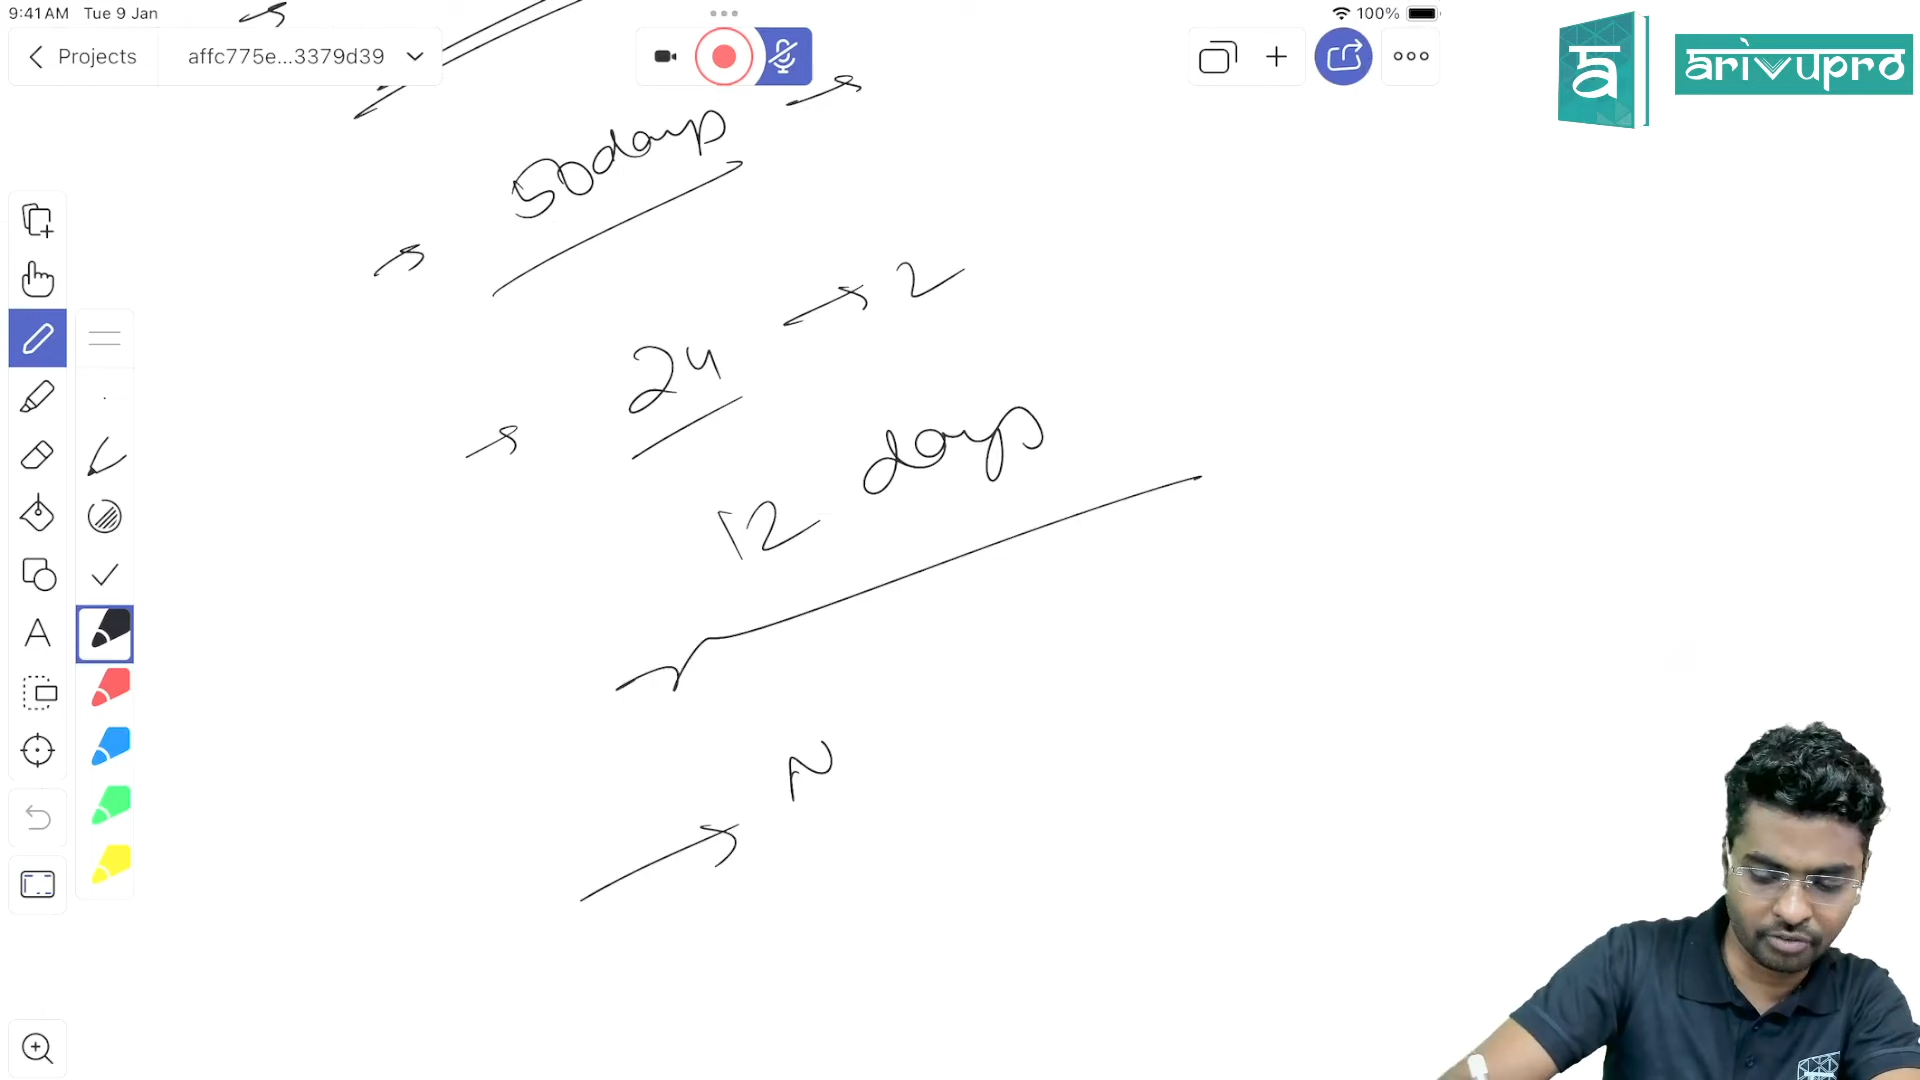 9:41 AM Tue 9 Jan
100%
Projects
affc775e...3379d39
ā
arivupro
50days
24
2
12 days
N
A